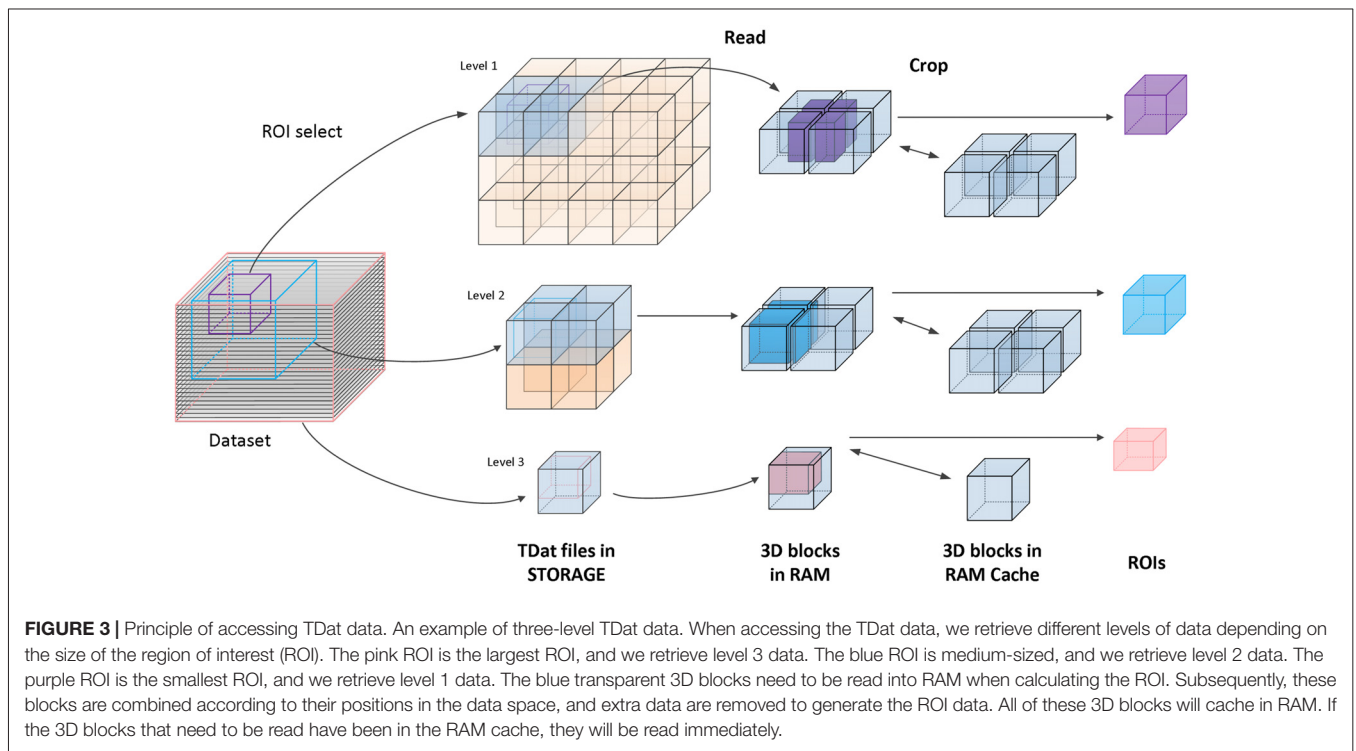 Read
Level 1
Crop
ROI select
Level 2
Dataset
Level 3
TDat files in
STORAGE
3D blocks
in RAM
3D blocks in
RAM Cache
ROIs
FIGURE 3 | Principle of accessing TDat data. An example of three-level TDat data. When accessing the TDat data, we retrieve different levels of data depending on
the size of the region of interest (ROI). The pink ROI is the largest ROI, and we retrieve level 3 data. The blue ROI is medium-sized, and we retrieve level 2 data. The
purple ROI is the smallest ROI, and we retrieve level 1 data. The blue transparent 3D blocks need to be read into RAM when calculating the ROI. Subsequently, these
blocks are combined according to their positions in the data space, and extra data are removed to generate the ROI data. All of these 3D blocks will cache in RAM. If
the 3D blocks that need to be read have been in the RAM cache, they will be read immediately.